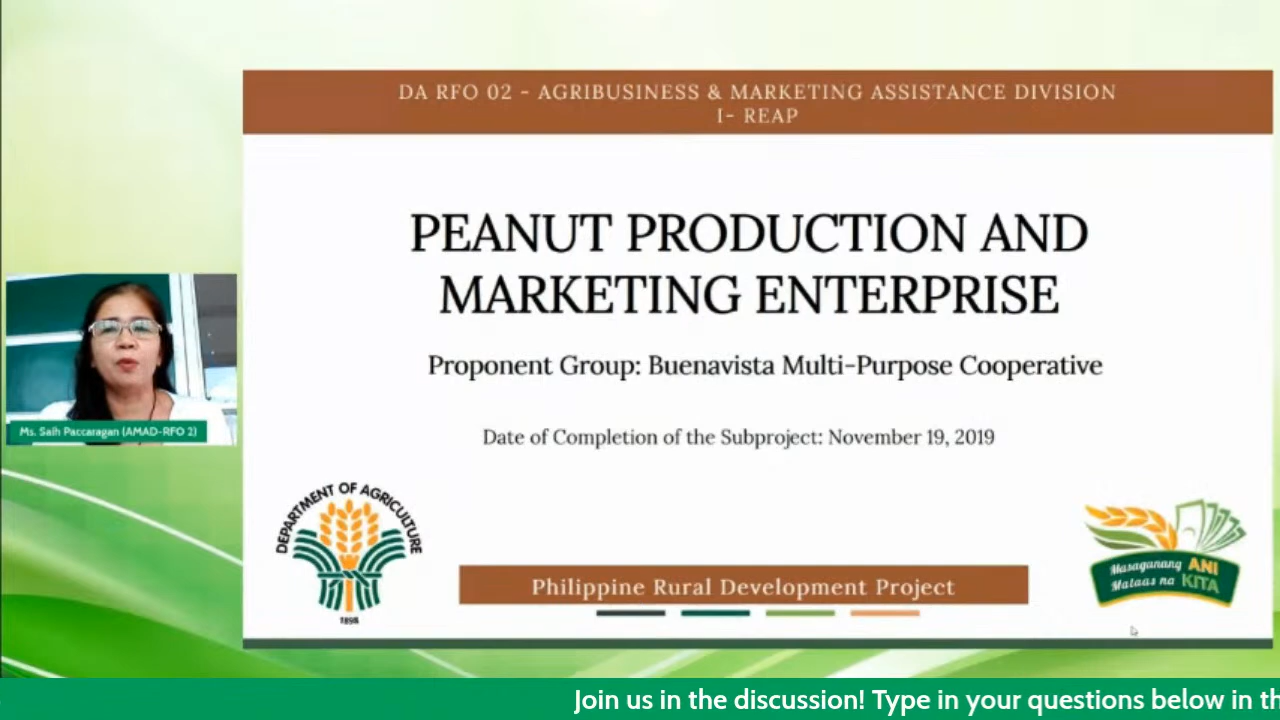 DA RFO 02 - AGRIBUSINESS & MARKETING ASSISTANCE DIVISION
I- REAP
PEANUT PRODUCTION AND
MARKETING ENTERPRISE
Proponent Group: Buenavista Multi-Purpose Cooperative
Date of Completion of the Subproject: November 19, 2019
Ms. Saih Paccaragan (AMAD-RFO 2)
DEPARTMENT OF AGRICULTURE
1898
Masaganang ANI
Mataas na KITA
Philippine Rural Development Project
Join us in the discussion! Type in your questions below in th